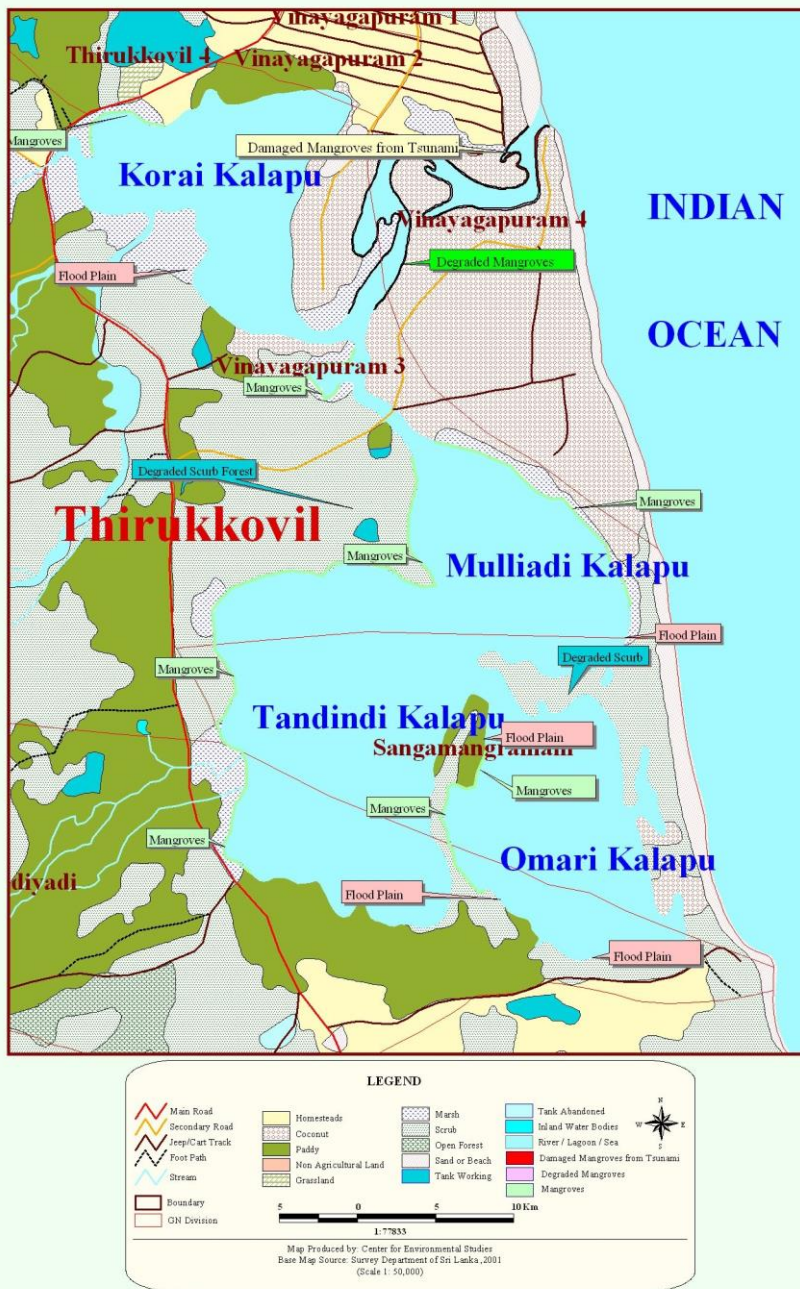 Vinayagapuram 1
Thirukkovil 4
Vinayagapuram 2
Mangroves
Damaged Mangroves from Tsunami
Korai Kalapu
INDIAN
Vinayagapuram 4
Degraded Mangroves
Flood Plain
OCEAN
Vinayagapuram 3
Mangroves
Degraded Scurb Forest
Mangroves
Thirukkovil
Mangroves
Mulliadi Kalapu
Flood Plain
Degraded Scurb
Mangroves
Tandindi Kalapu
Flood Plain
Sangamangramam
Mangroves
Mangroves
Mangroves
Omari Kalapu
diyadi
Flood Plain
Flood Plain
LEGEND
Main Road
Secondary Road
Jeep/Cart Track
Foot Path
Stream
Boundary
GN Division
Homesteads
Coconut
Paddy
Non Agricultural Land
Grassland
Marsh
Scrub
Open Forest
Sand or Beach
Tank Working
Tank Abandoned
Inland Water Bodies
River / Lagoon / Sea
Damaged Mangroves from Tsunami
Degraded Mangroves
Mangroves
N
W E
S
5 0 5 10 Km
1:77833
Map Produced by: Center for Environmental Studies
Base Map Source: Survey Department of Sri Lanka ,2001
(Scale 1: 50,000)